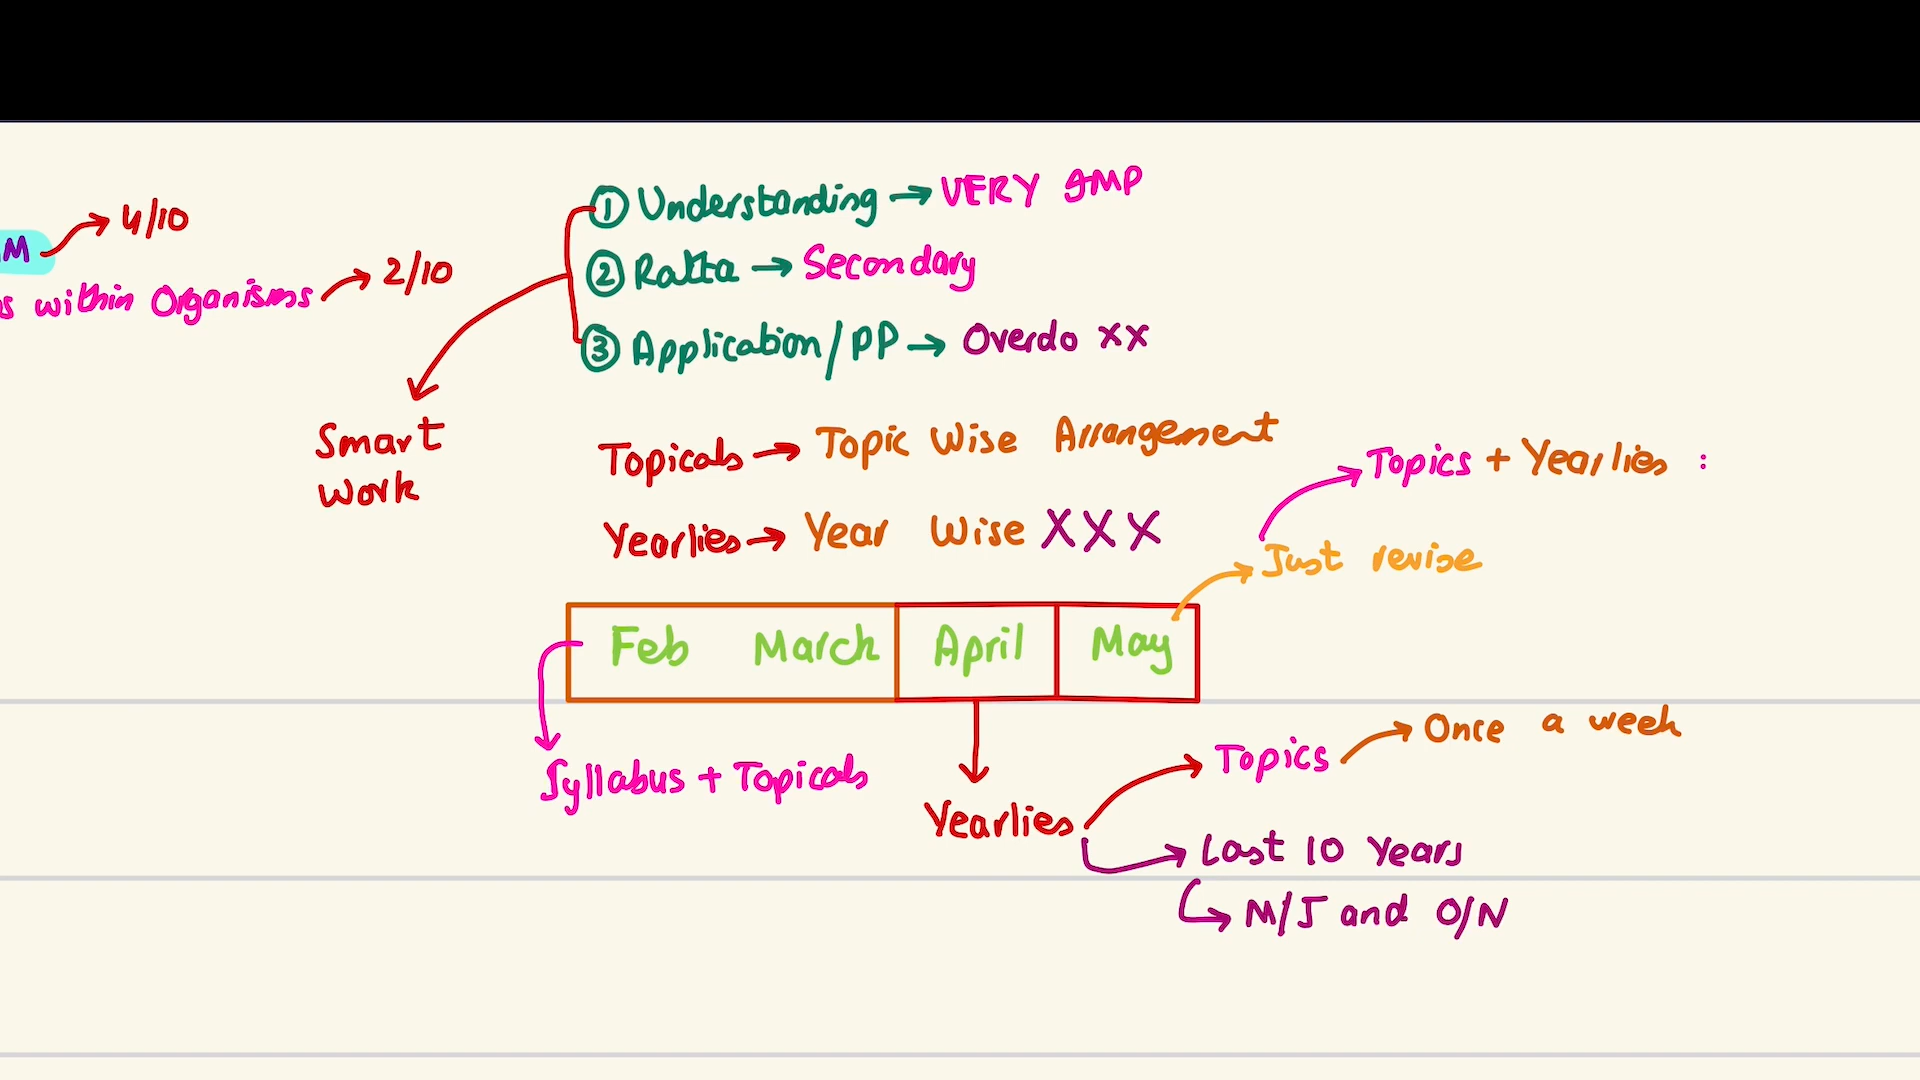 ① Understanding → VERY IMP
4/10
M
② Ratta → Secondary
2/10
s within Organisms
③ Application/PP → Overdo xx
Smart
Work
Topicals → Topic Wise Arrangement
Topics + Yearlies :
Yearlies → Year Wise XXX
Just revise
Feb March April May
Once a week
Topics
Syllabus + Topicals
Yearlies
Last 10 Years
M/J and O/N